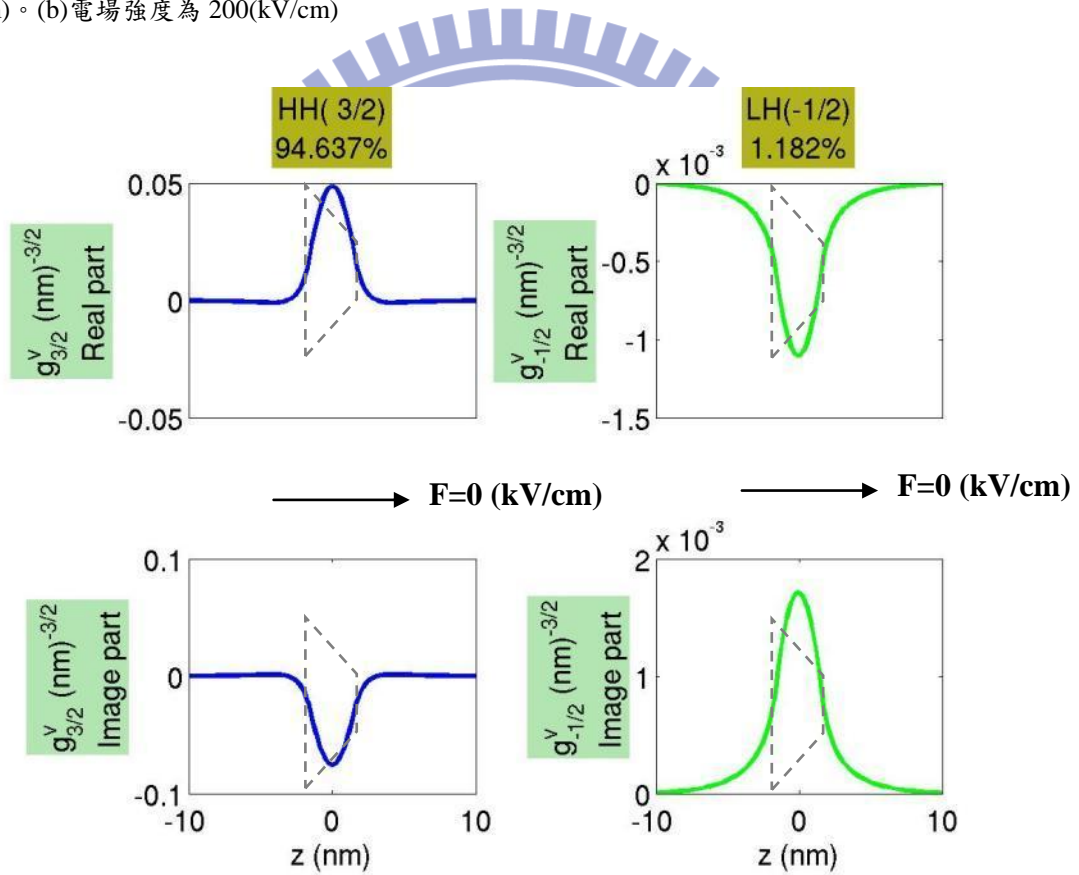 )。(b)電場強度為 200(kV/cm)
HH( 3/2)
94.637%
LH(-1/2)
1.182%
x 10^-3
0.05
0
-0.05
g^v_3/2 (nm)^-3/2
Real part
0
-0.5
-1
-1.5
g^v_-1/2 (nm)^-3/2
Real part
F=0 (kV/cm)
F=0 (kV/cm)
0.1
0
-0.1
g^v_3/2 (nm)^-3/2
Image part
-10
0
10
z (nm)
x 10^-3
2
1
0
g^v_-1/2 (nm)^-3/2
Image part
-10
0
10
z (nm)